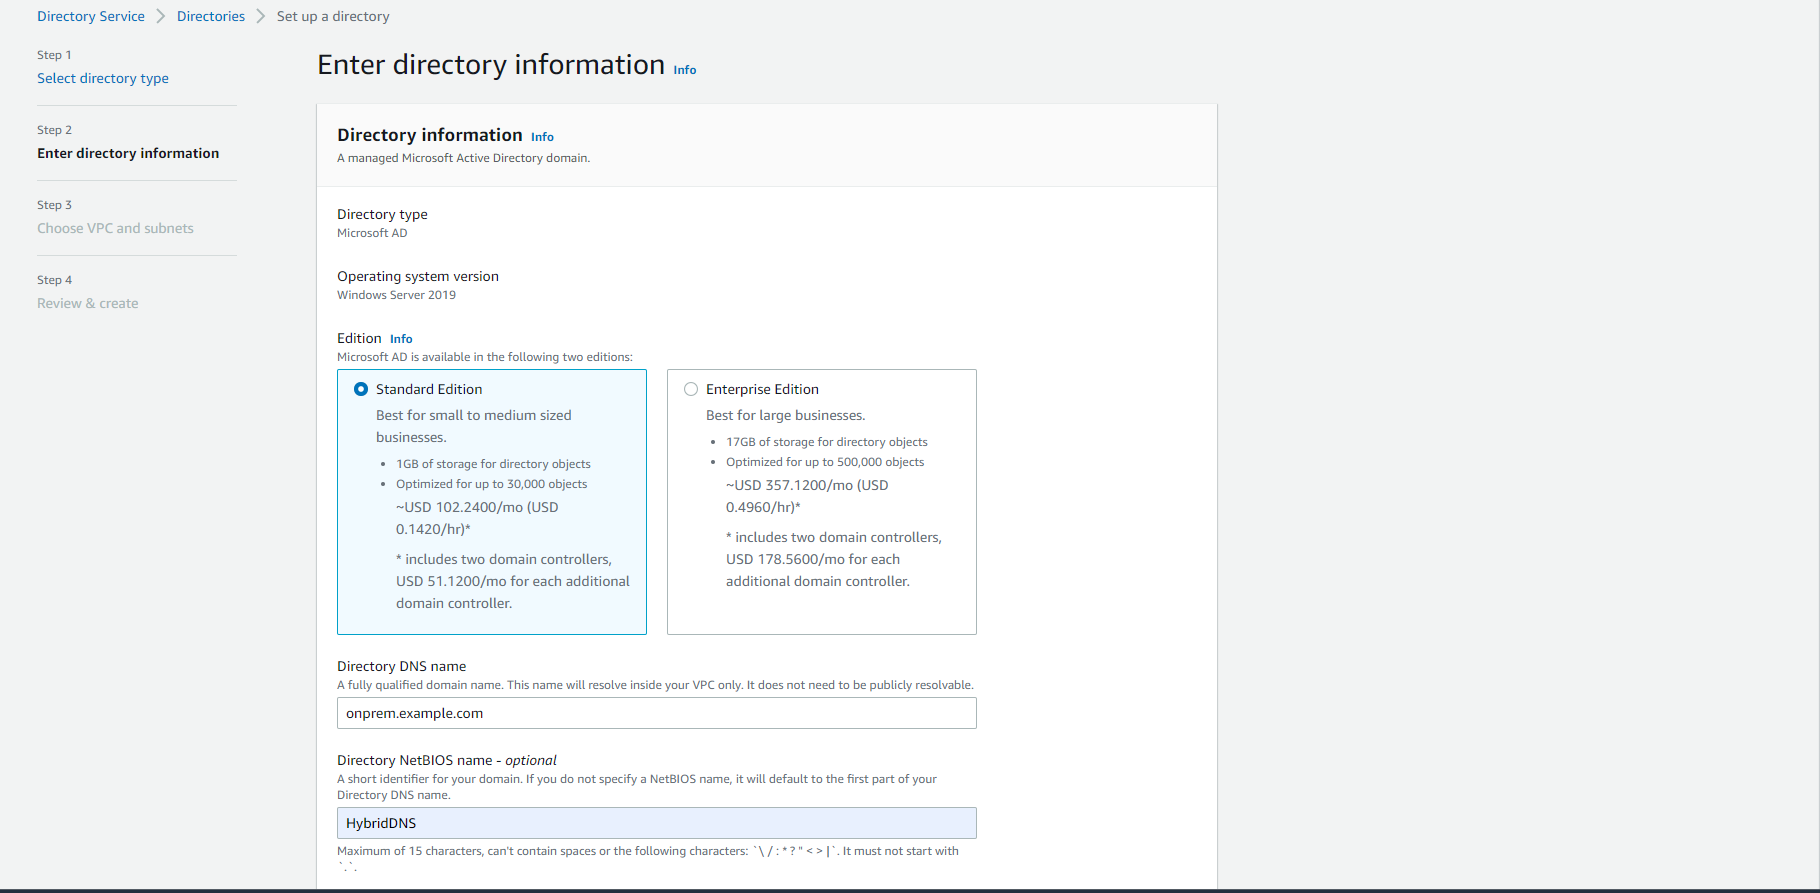 Directory Service > Directories > Set up a directory
Step 1
Select directory type
Step 2
Enter directory information
Step 3
Choose VPC and subnets
Step 4
Review & create
Enter directory information Info
Directory information Info
A managed Microsoft Active Directory domain.
Directory type
Microsoft AD
Operating system version
Windows Server 2019
Edition Info
Microsoft AD is available in the following two editions:
Standard Edition
Best for small to medium sized
businesses.
• 1GB of storage for directory objects
• Optimized for up to 30,000 objects
~USD 102.2400/mo (USD
0.1420/hr)*
* includes two domain controllers,
USD 51.1200/mo for each additional
domain controller.
Enterprise Edition
Best for large businesses.
• 17GB of storage for directory objects
• Optimized for up to 500,000 objects
~USD 357.1200/mo (USD
0.4960/hr)*
* includes two domain controllers,
USD 178.5600/mo for each
additional domain controller.
Directory DNS name
A fully qualified domain name. This name will resolve inside your VPC only. It does not need to be publicly resolvable.
onprem.example.com
Directory NetBIOS name - optional
A short identifier for your domain. If you do not specify a NetBIOS name, it will default to the first part of your
Directory DNS name.
HybridDNS
Maximum of 15 characters, can't contain spaces or the following characters: `\ / : * ? " < > |`. It must not start with
`.`.